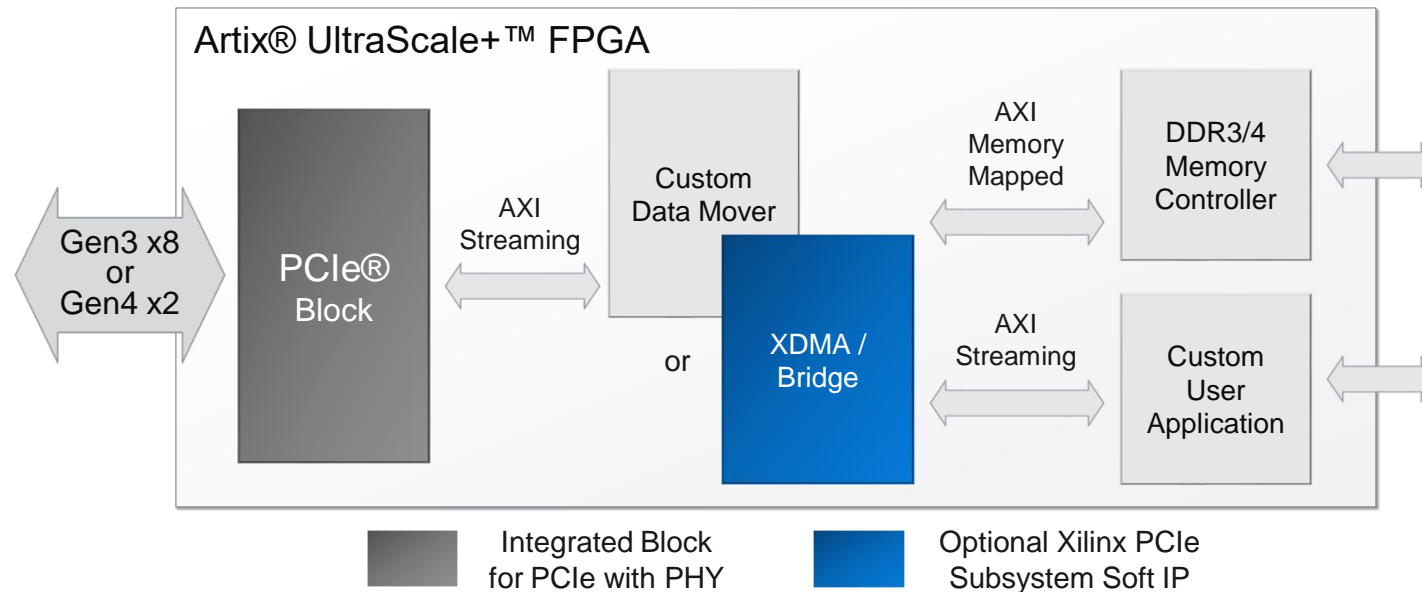 Artix® UltraScale+™ FPGA
Gen3 x8
or
Gen4 x2
PCIe®
Block
AXI
Streaming
Custom
Data Mover
or
XDMA /
Bridge
AXI
Memory
Mapped
DDR3/4
Memory
Controller
AXI
Streaming
Custom
User
Application
Integrated Block
for PCIe with PHY
Optional Xilinx PCIe
Subsystem Soft IP